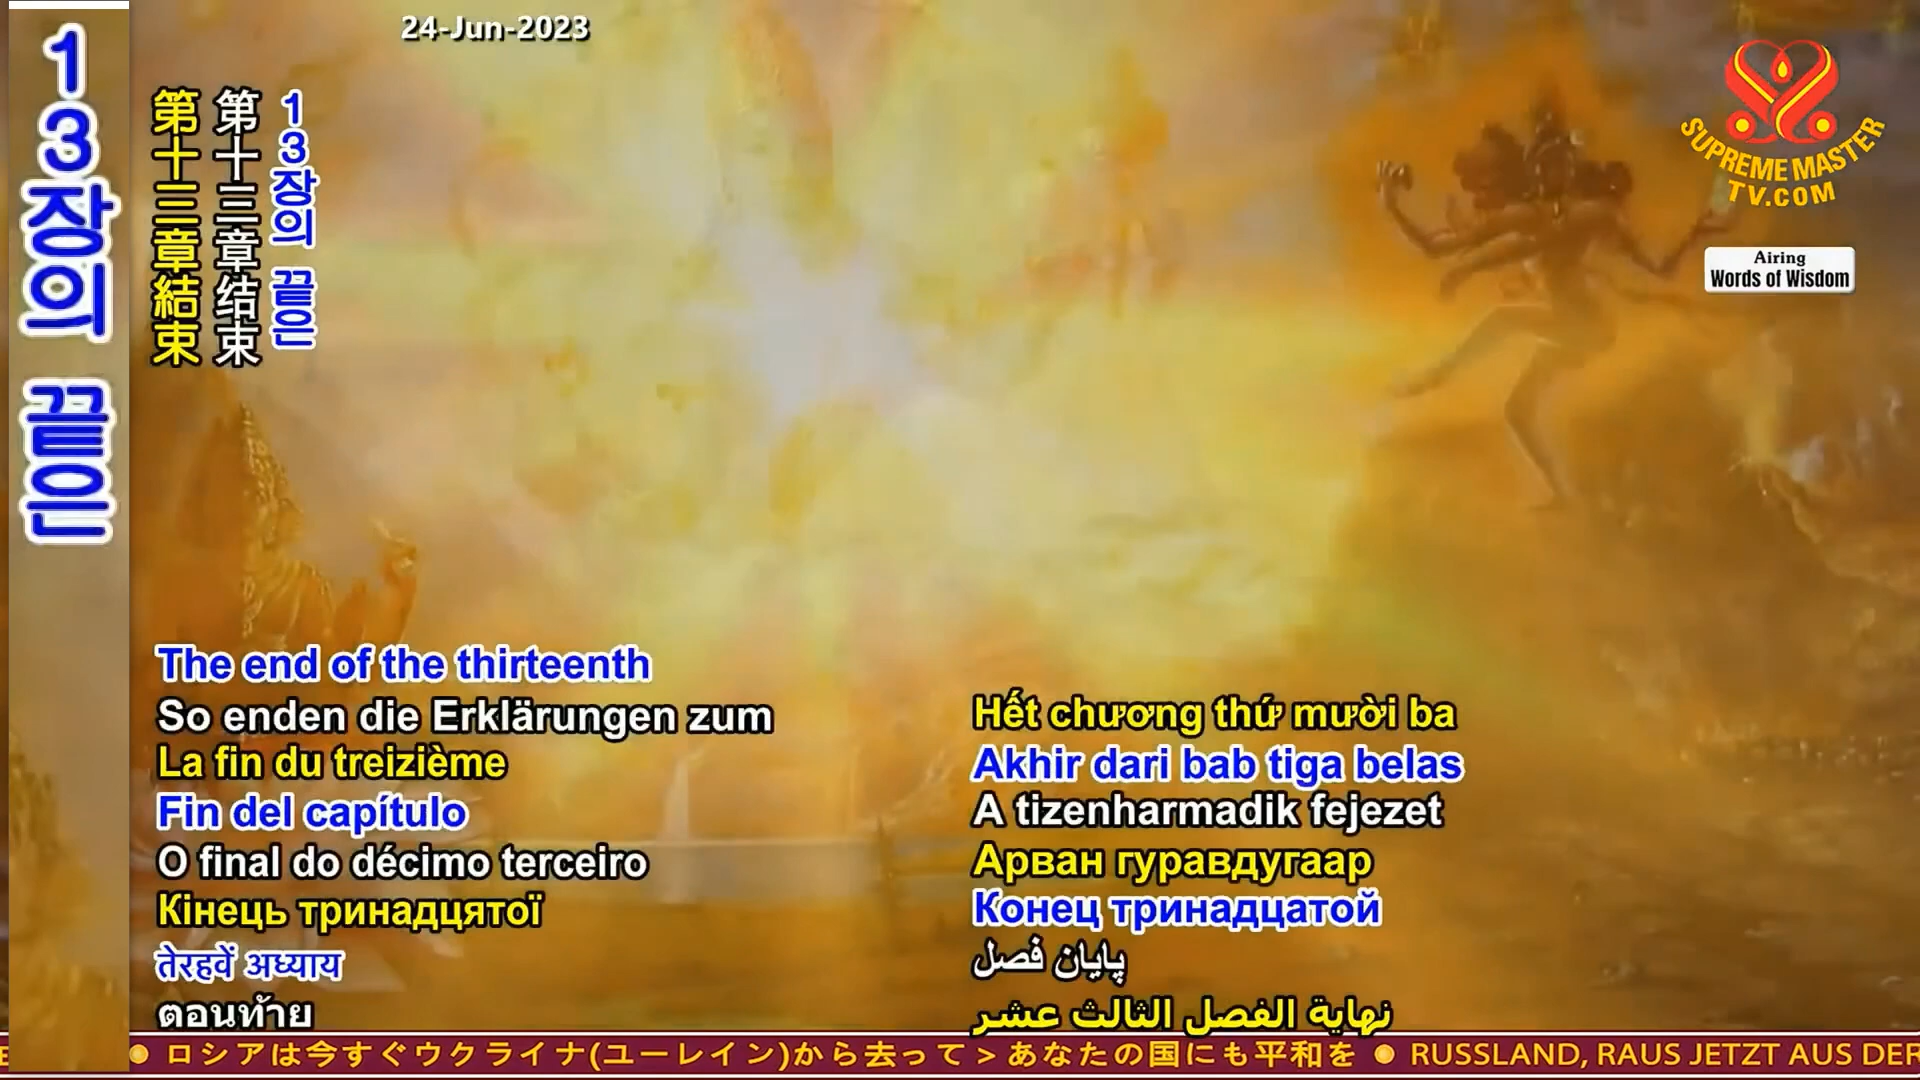 24-Jun-2023
13장의 끝은
第十三章結束
第十三章结束
13장의 끝은
SUPREME MASTER
TV.COM
Airing
Words of Wisdom
The end of the thirteenth
So enden die Erklärungen zum
La fin du treizième
Fin del capítulo
O final do décimo terceiro
Кінець тринадцятої
तेरहवें अध्याय
ตอนท้าย
Hết chương thứ mười ba
Akhir dari bab tiga belas
A tizenharmadik fejezet
Арван гуравдугаар
Конец тринадцатой
پایان فصل
نهاية الفصل الثالث عشر
ロシアは今すぐウクライナ(ユーレイン)から去って > あなたの国にも平和を RUSSLAND, RAUS JETZT AUS DER